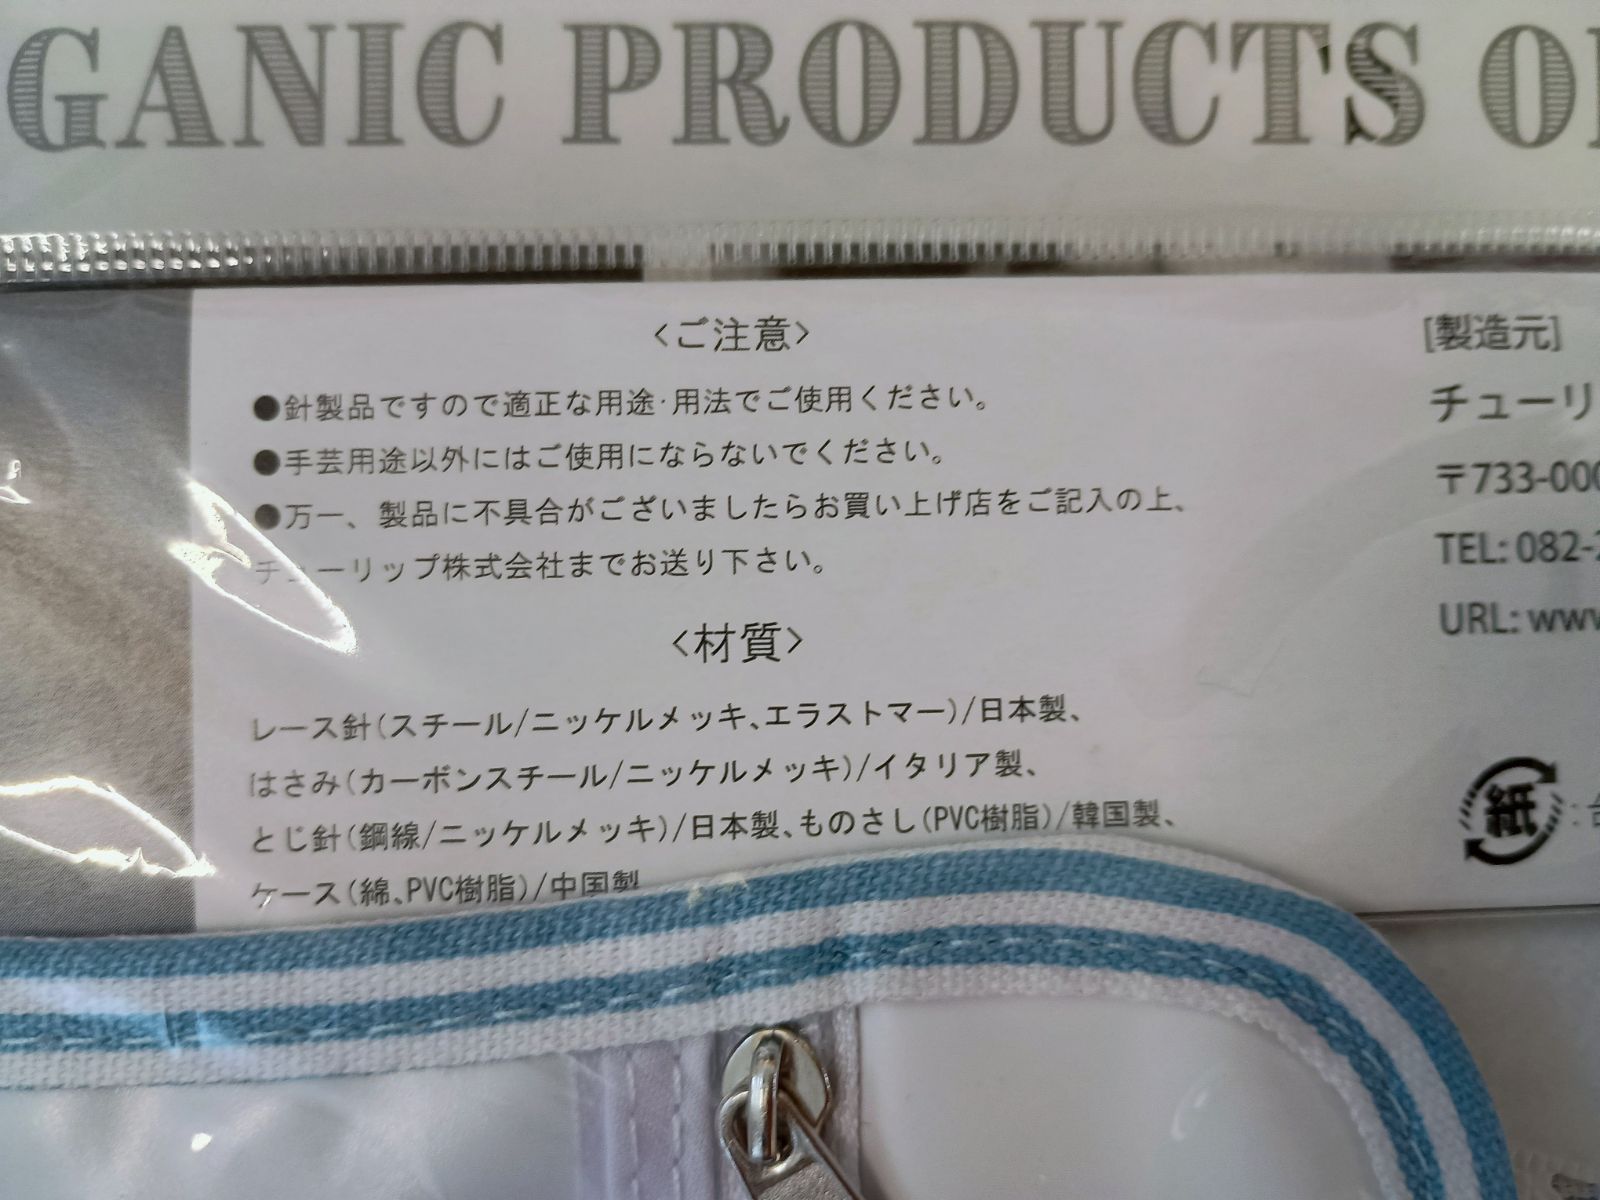 GANIC PRODUCTS
<ご注意>
●針製品ですので適正な用途・用法でご使用ください。
●手芸用途以外にはご使用にならないでください。
●万一、製品に不具合がございましたらお買い上げ店をご記入の上、
チューリップ株式会社までお送り下さい。
<材質>
レース針(スチール/ニッケルメッキ、エラストマー)/日本製、
はさみ(カーボンスチール/ニッケルメッキ)/イタリア製、
とじ針(鋼線/ニッケルメッキ)/日本製、ものさし(PVC樹脂)/韓国製、
ケース(綿、PVC樹脂)/中国製
[製造元]
チューリ
〒733-000
TEL: 082-2
URL: www
紙